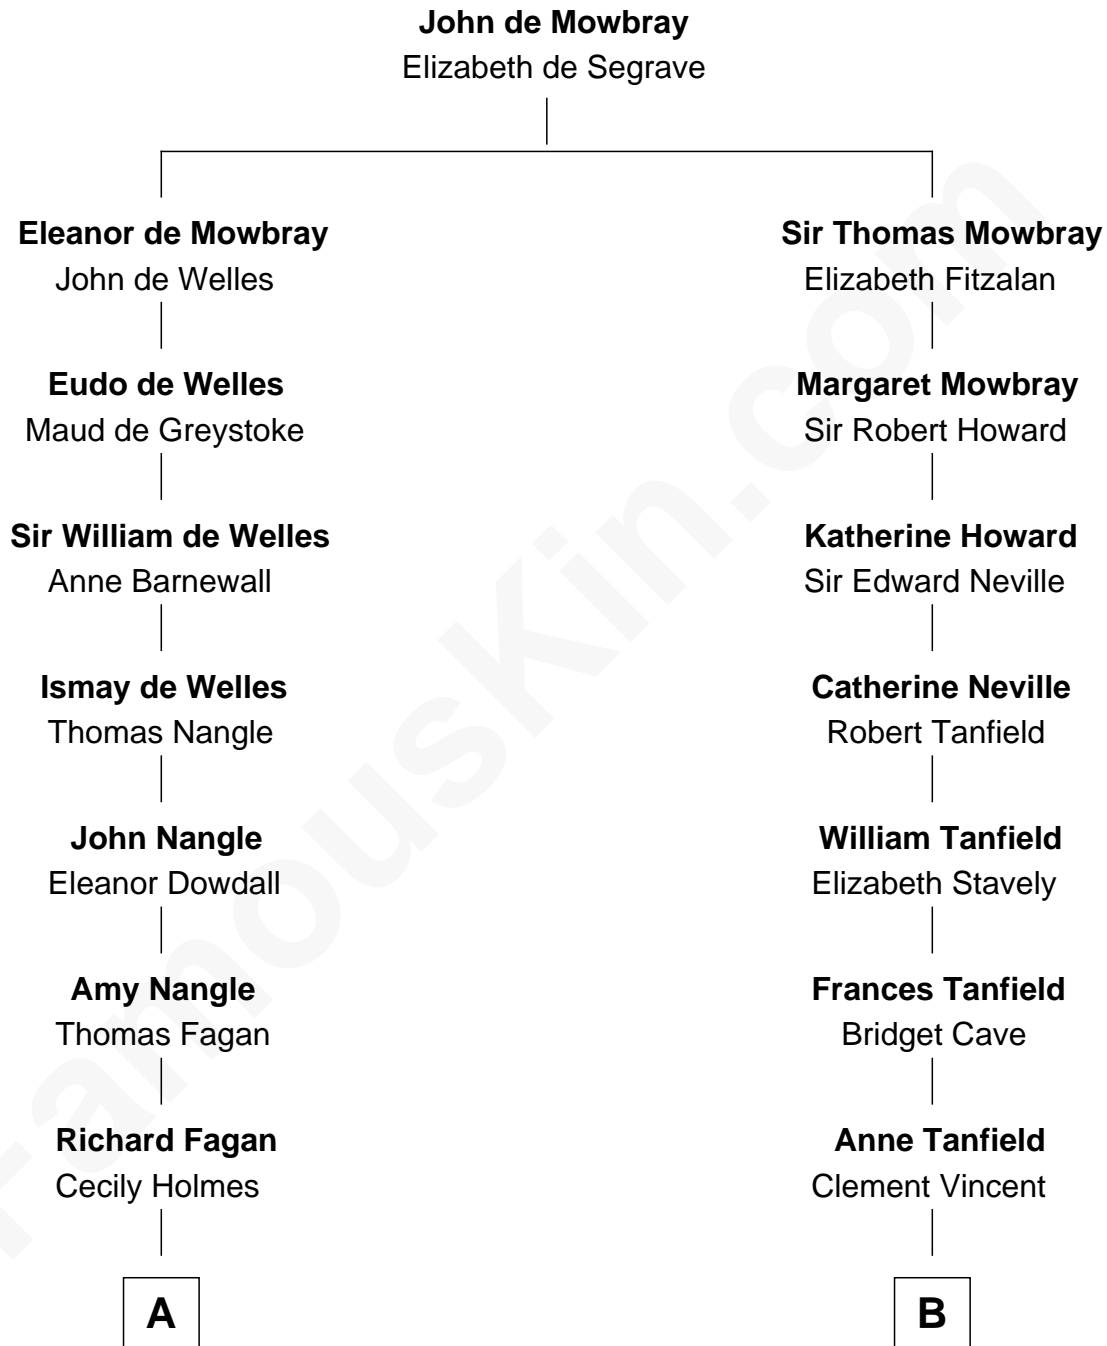 John de Mowbray
Elizabeth de Segrave
Eleanor de Mowbray
John de Welles
Sir Thomas Mowbray
Elizabeth Fitzalan
Eudo de Welles
Maud de Greystoke
Margaret Mowbray
Sir Robert Howard
Sir William de Welles
Anne Barnewall
Katherine Howard
Sir Edward Neville
Ismay de Welles
Thomas Nangle
Catherine Neville
Robert Tanfield
John Nangle
Eleanor Dowdall
William Tanfield
Elizabeth Stavely
Amy Nangle
Thomas Fagan
Frances Tanfield
Bridget Cave
Richard Fagan
Cecily Holmes
Anne Tanfield
Clement Vincent
A
B
FamousKin.com